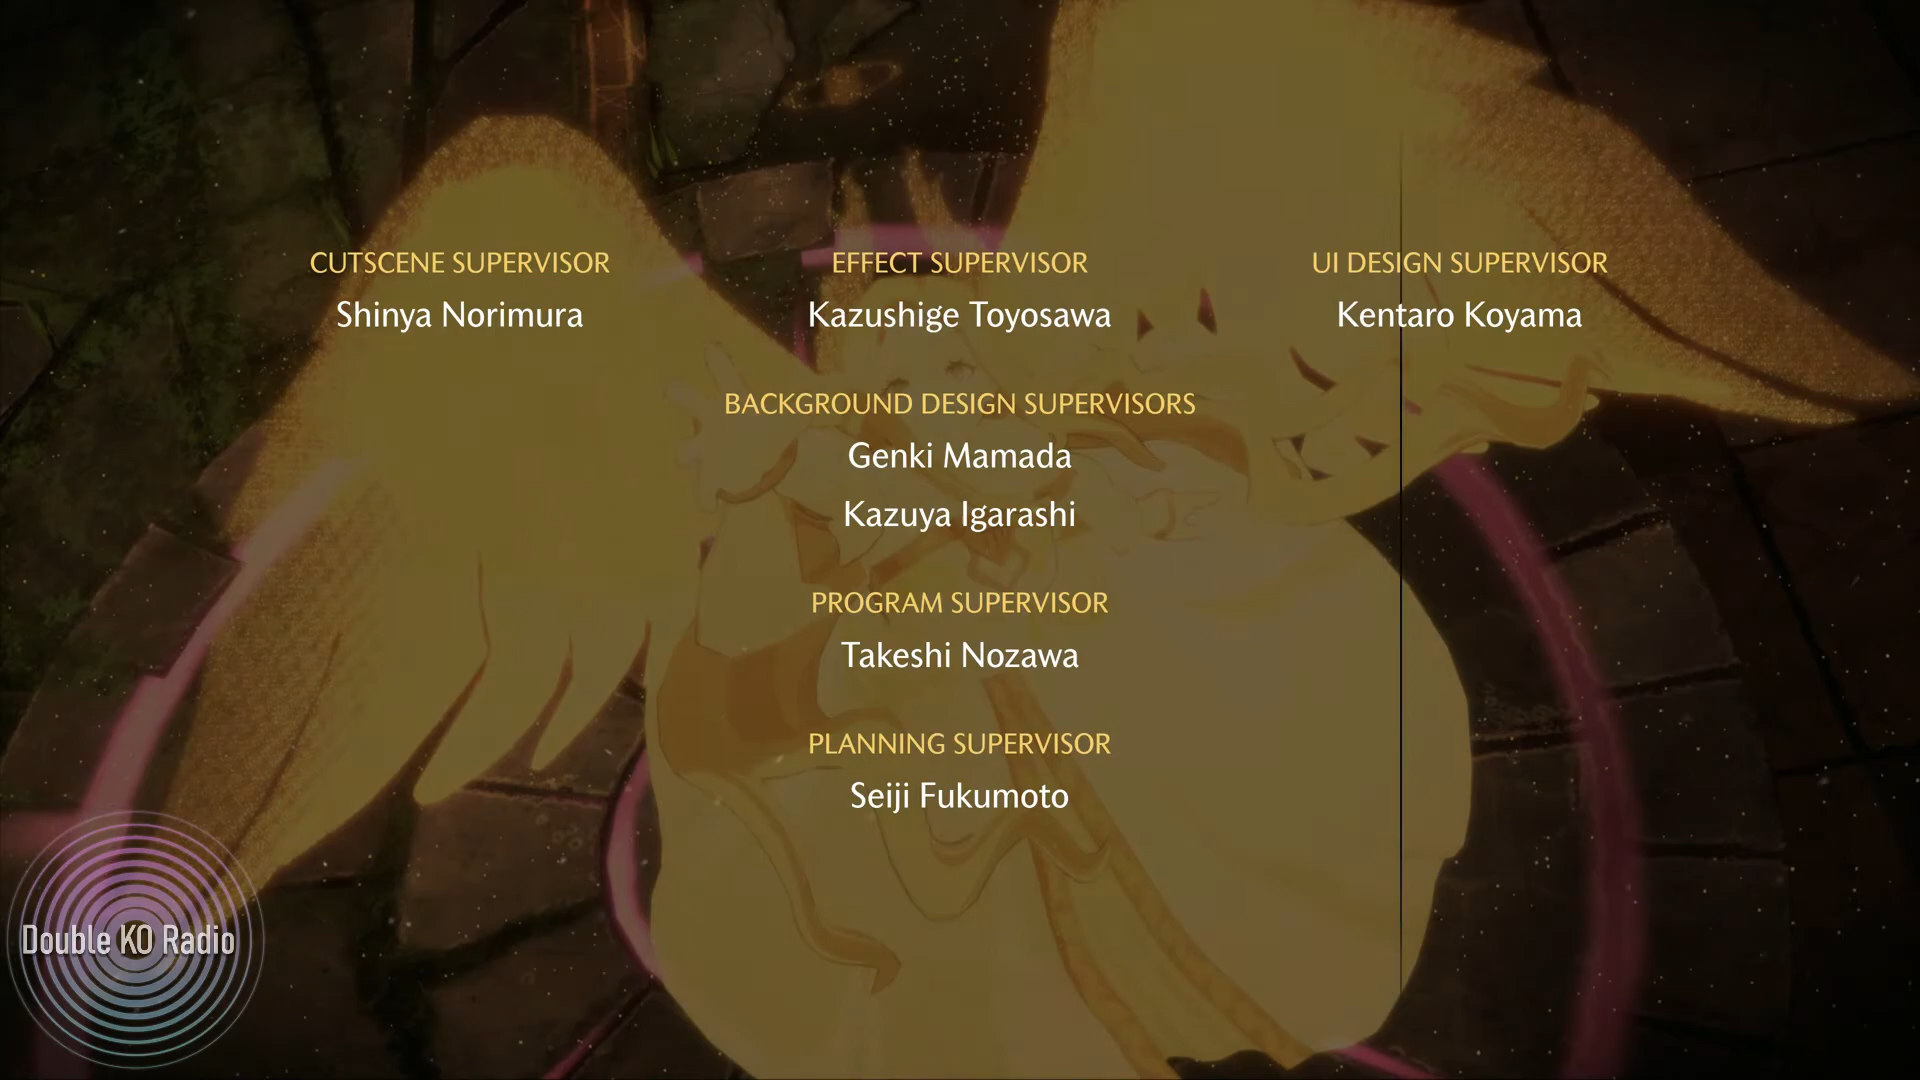 CUTSCENE SUPERVISOR
Shinya Norimura
EFFECT SUPERVISOR
Kazushige Toyosawa
UI DESIGN SUPERVISOR
Kentaro Koyama
BACKGROUND DESIGN SUPERVISORS
Genki Mamada
Kazuya Igarashi
PROGRAM SUPERVISOR
Takeshi Nozawa
PLANNING SUPERVISOR
Seiji Fukumoto
Double KO Radio